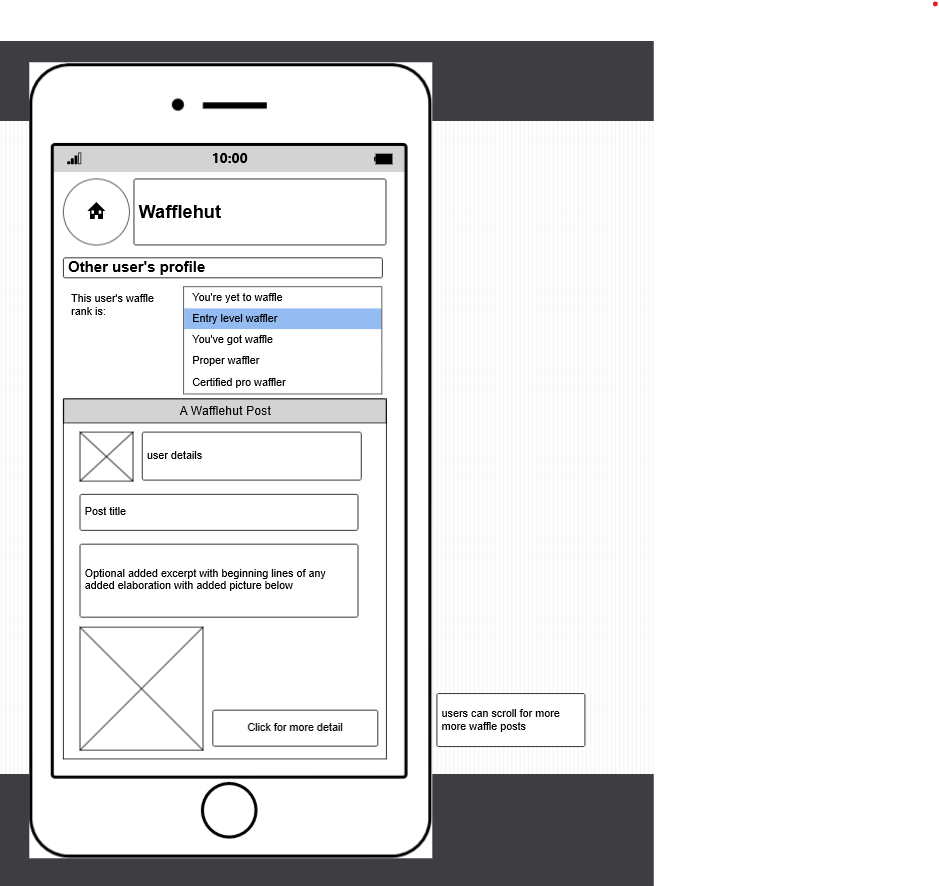 10:00
Wafflehut
Other user's profile
This user's waffle
rank is:
You're yet to waffle
Entry level waffler
You've got waffle
Proper waffler
Certified pro waffler
A Wafflehut Post
user details
Post title
Optional added excerpt with beginning lines of any
added elaboration with added picture below
Click for more detail
users can scroll for more
more waffle posts